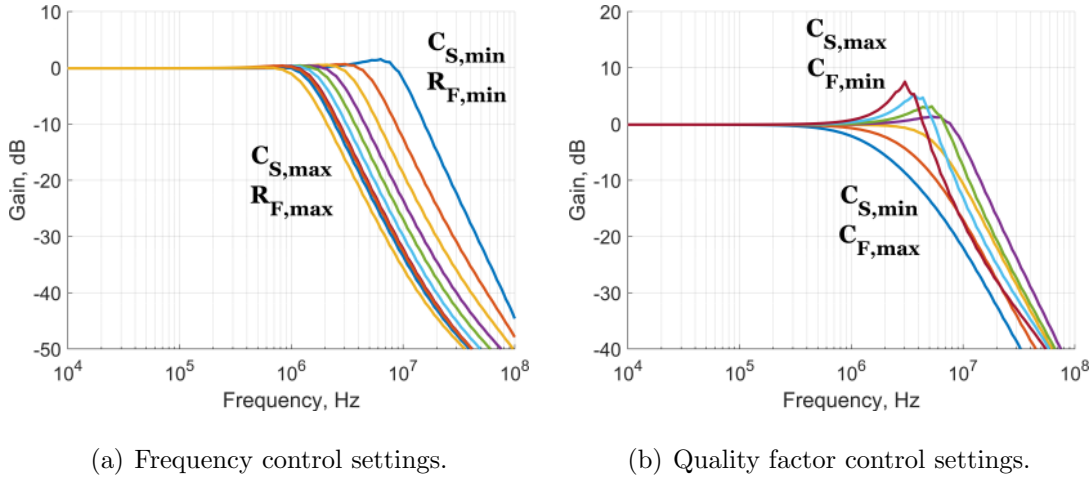 10
0
-10
-20
-30
-40
-50
Gain, dB
C_S,min
R_F,min
C_S,max
R_F,max
10^4 10^5 10^6 10^7 10^8
Frequency, Hz
(a) Frequency control settings.
20
10
0
-10
-20
-30
-40
Gain, dB
C_S,max
C_F,min
C_S,min
C_F,max
10^4 10^5 10^6 10^7 10^8
Frequency, Hz
(b) Quality factor control settings.